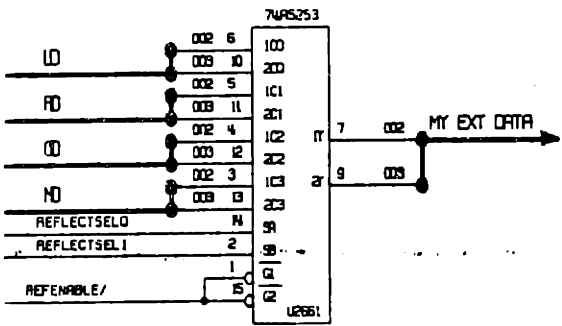 74AS253
LD 002 6 1C0
003 10 2C0
RD 002 5 1C1
003 11 2C1
OD 002 4 1C2
003 12 2C2
MD 002 3 1C3
003 13 2C3
REFLECTSEL0 14 SA
REFLECTSEL1 2 SB
REFENABLE/ 1 G1
15 G2
1Y 7 002 MY EXT DATA
2Y 9 003
U2661